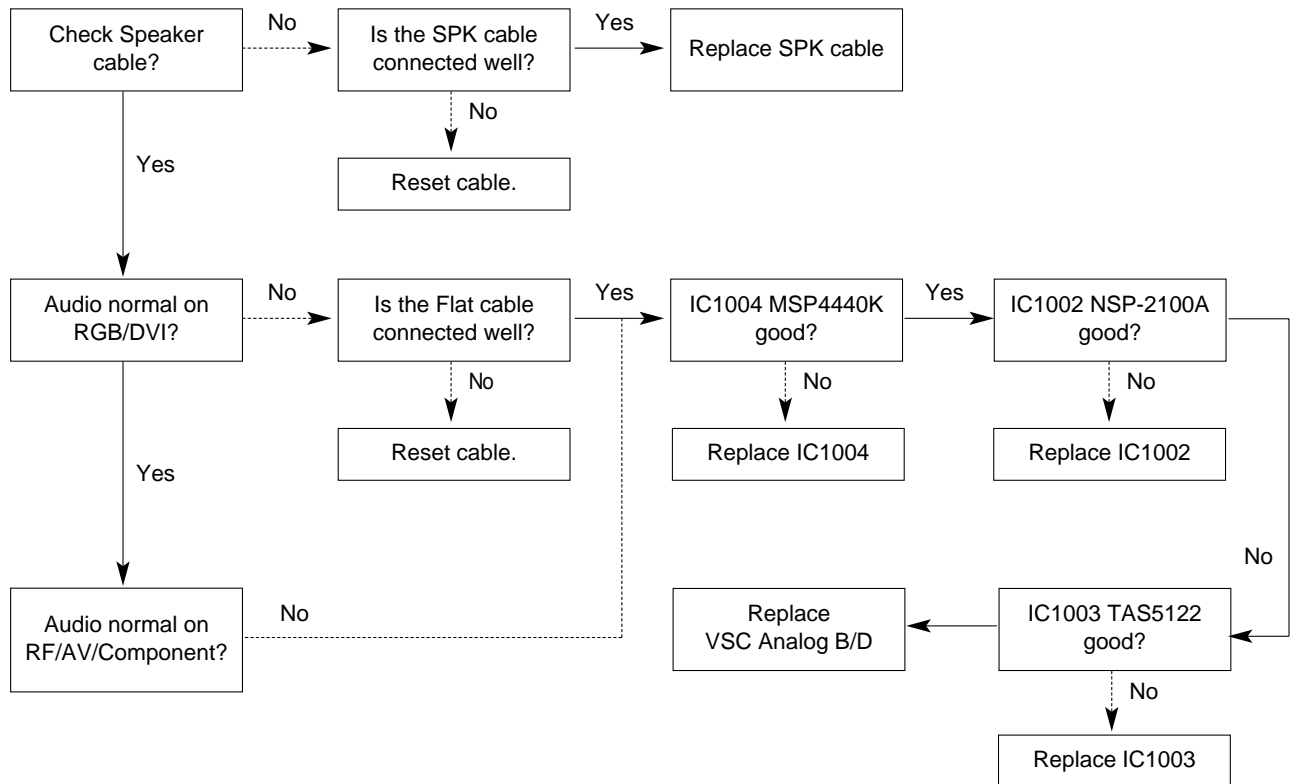 Check Speaker
cable?
No
Is the SPK cable
connected well?
Yes
Replace SPK cable
No
Reset cable.
Yes
Audio normal on
RGB/DVI?
No
Is the Flat cable
connected well?
Yes
IC1004 MSP4440K
good?
Yes
IC1002 NSP-2100A
good?
No
No
No
Reset cable.
Replace IC1004
Replace IC1002
Yes
No
Audio normal on
RF/AV/Component?
No
Replace
VSC Analog B/D
IC1003 TAS5122
good?
No
Replace IC1003